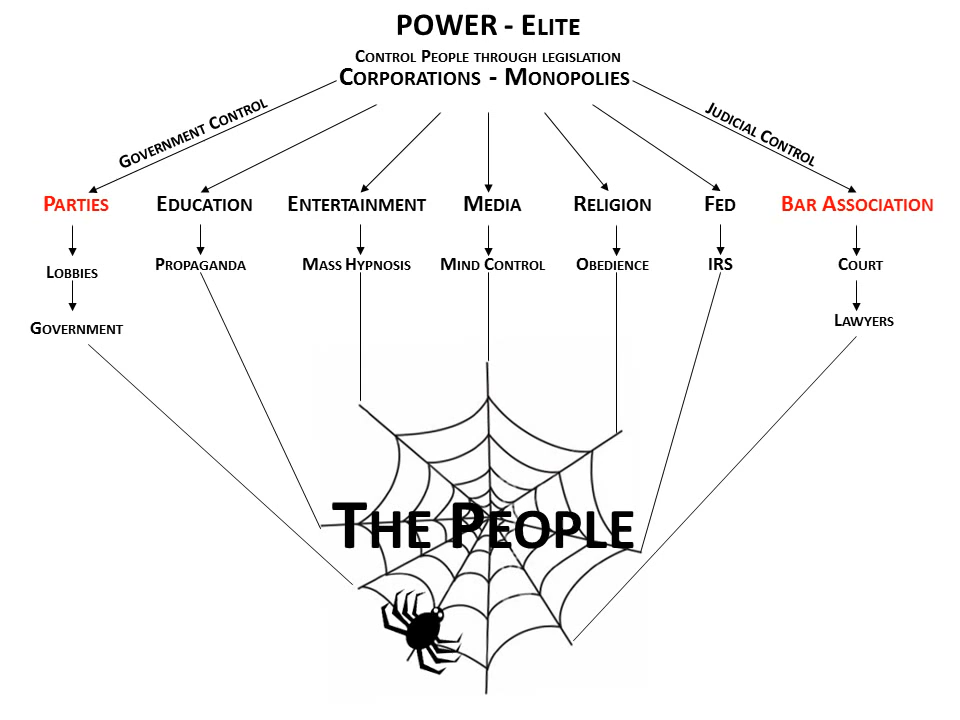 POWER - ELITE
CONTROL PEOPLE THROUGH LEGISLATION
CORPORATIONS - MONOPOLIES
GOVERNMENT CONTROL
JUDICIAL CONTROL
PARTIES
EDUCATION
ENTERTAINMENT
MEDIA
RELIGION
FED
BAR ASSOCIATION
LOBBIES
PROPAGANDA
MASS HYPNOSIS
MIND CONTROL
OBEDIENCE
IRS
COURT
GOVERNMENT
LAWYERS
THE PEOPLE